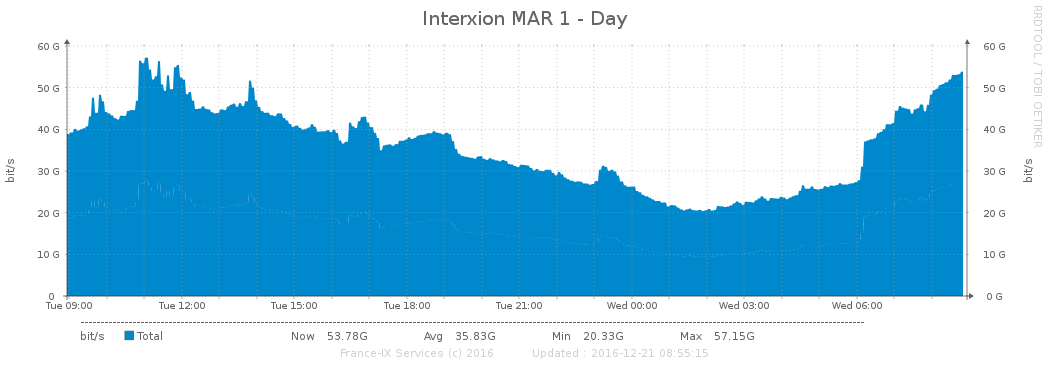 Interxion MAR 1 - Day
RRDTOOL / TOBI OETIKER
60 G 60 G
50 G 50 G
40 G 40 G
30 G 30 G
20 G 20 G
10 G 10 G
0 0 G
bit/s
bit/s
Tue 09:00 Tue 12:00 Tue 15:00 Tue 18:00 Tue 21:00 Wed 00:00 Wed 03:00 Wed 06:00
bit/s Total Now 53.78G Avg 35.83G Min 20.33G Max 57.15G
France-IX Services (c) 2016 Updated : 2016-12-21 08:55:15